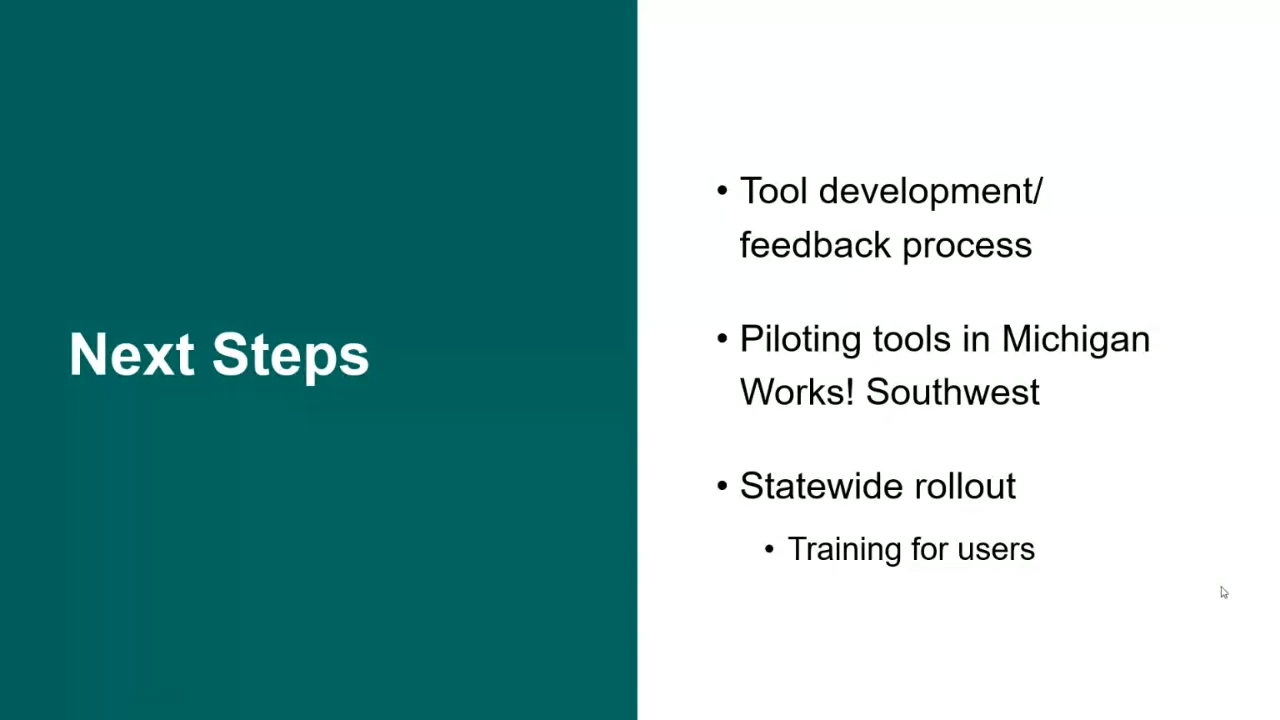 Next Steps
• Tool development/
feedback process
• Piloting tools in Michigan
Works! Southwest
• Statewide rollout
• Training for users